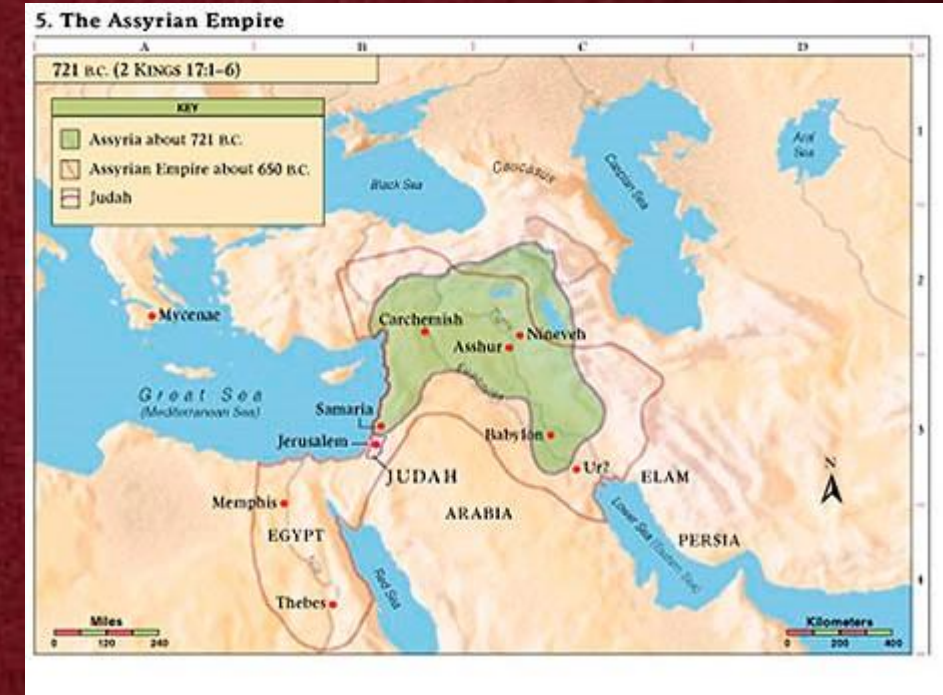 5. The Assyrian Empire
A B C D
721 B.C. (2 KINGS 17:1–6)
KEY
Assyria about 721 B.C.
Assyrian Empire about 650 B.C.
Judah
1
Aral
Sea
Caucasus
Caspian Sea
Black Sea
2
Mycenae
Carchemish
Nineveh
Asshur
Great Sea
(Mediterranean Sea)
Samaria
Babylon
3
Jerusalem
Ur?
JUDAH
ELAM
N
Memphis
ARABIA
EGYPT
Lower Sea
PERSIA
Red Sea
4
Thebes
Miles
0 120 240
Kilometers
0 200 400